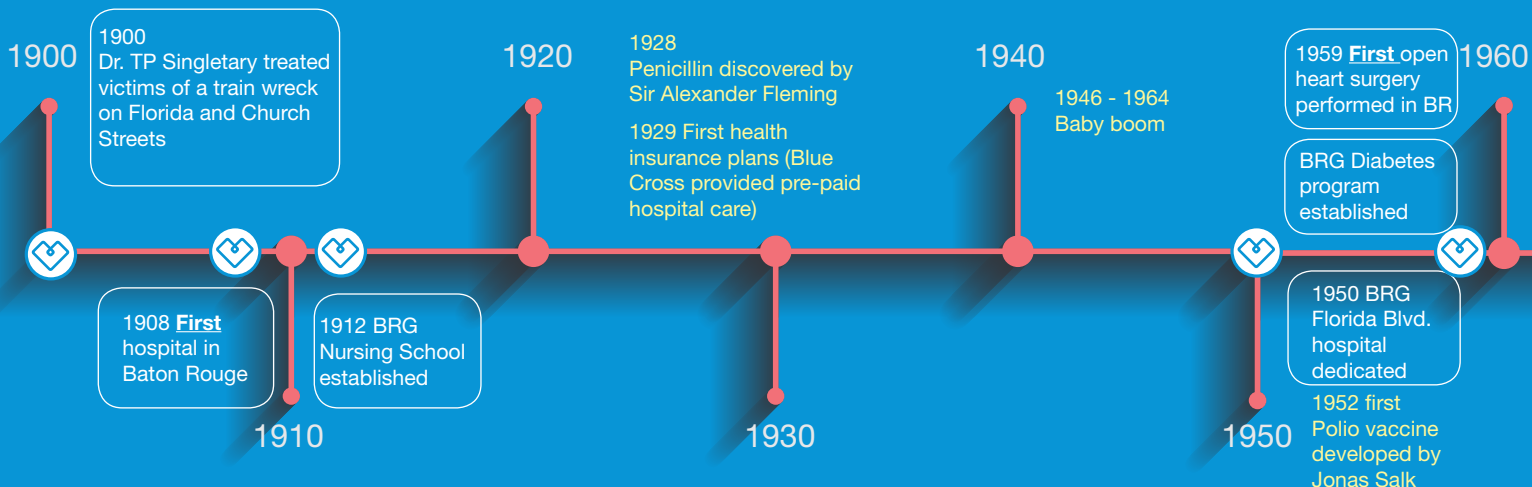 1900
1900
Dr. TP Singletary treated
victims of a train wreck
on Florida and Church
Streets
1908 First
hospital in
Baton Rouge
1910
1912 BRG
Nursing School
established
1920
1928
Penicillin discovered by
Sir Alexander Fleming
1929 First health
insurance plans (Blue
Cross provided pre-paid
hospital care)
1930
1940
1946 - 1964
Baby boom
1950
1950 BRG
Florida Blvd.
hospital
dedicated
1952 first
Polio vaccine
developed by
Jonas Salk
1959 First open
heart surgery
performed in BR
BRG Diabetes
program
established
1960